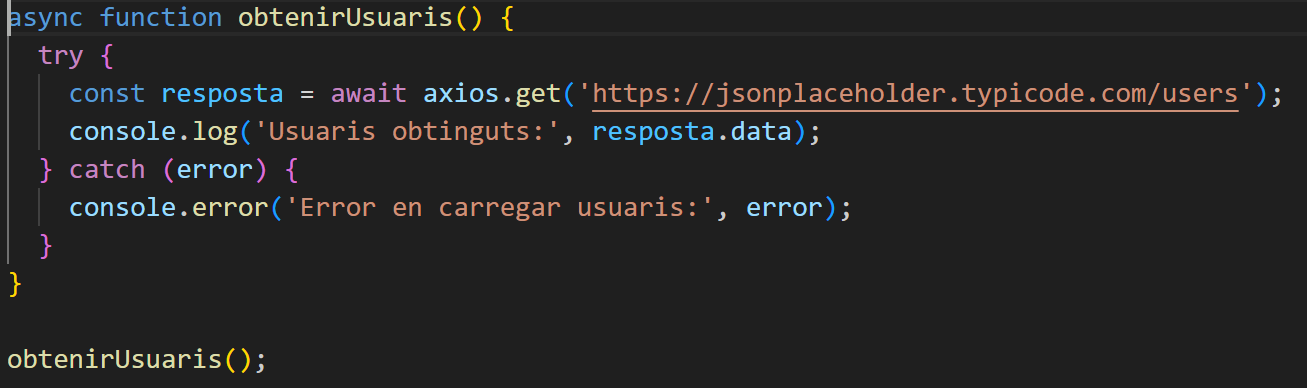 async function obtenirUsuaris() {
  try {
    const resposta = await axios.get('https://jsonplaceholder.typicode.com/users');
    console.log('Usuaris obtinguts:', resposta.data);
  } catch (error) {
    console.error('Error en carregar usuaris:', error);
  }
}

obtenirUsuaris();